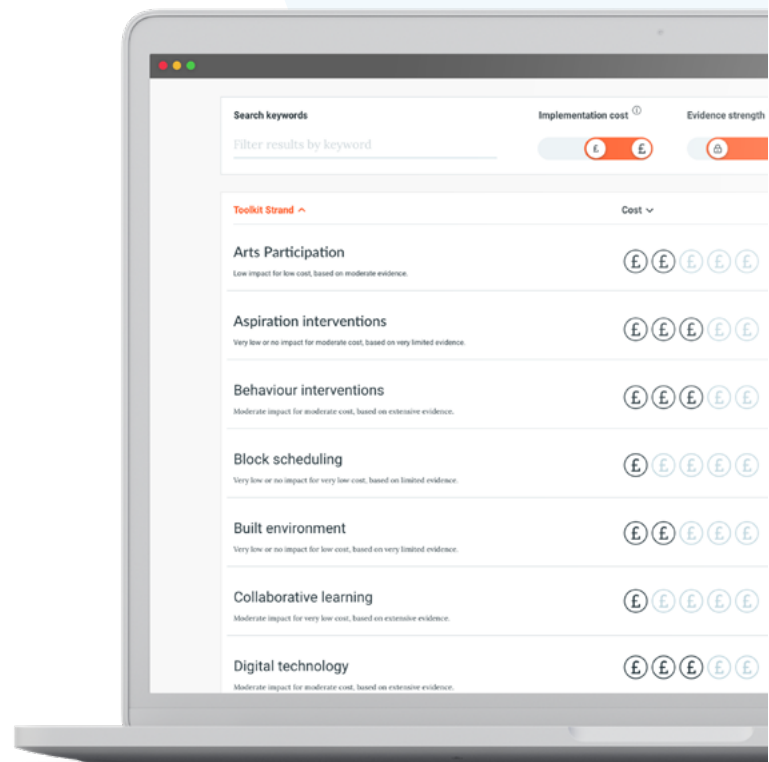 Search keywords
Implementation cost ⓘ
Evidence strength
Filter results by keyword
£ £
Toolkit Strand
Cost
Arts Participation
££££​£
Low impact for low cost, based on moderate evidence.
Aspiration interventions
£££££
Very low or no impact for moderate cost, based on very limited evidence.
Behaviour interventions
£££££
Moderate impact for moderate cost, based on extensive evidence.
Block scheduling
£££££
Very low or no impact for very low cost, based on limited evidence.
Built environment
£££££
Very low or no impact for low cost, based on very limited evidence.
Collaborative learning
£££££
Moderate impact for very low cost, based on extensive evidence.
Digital technology
£££££
Moderate impact for moderate cost, based on extensive evidence.